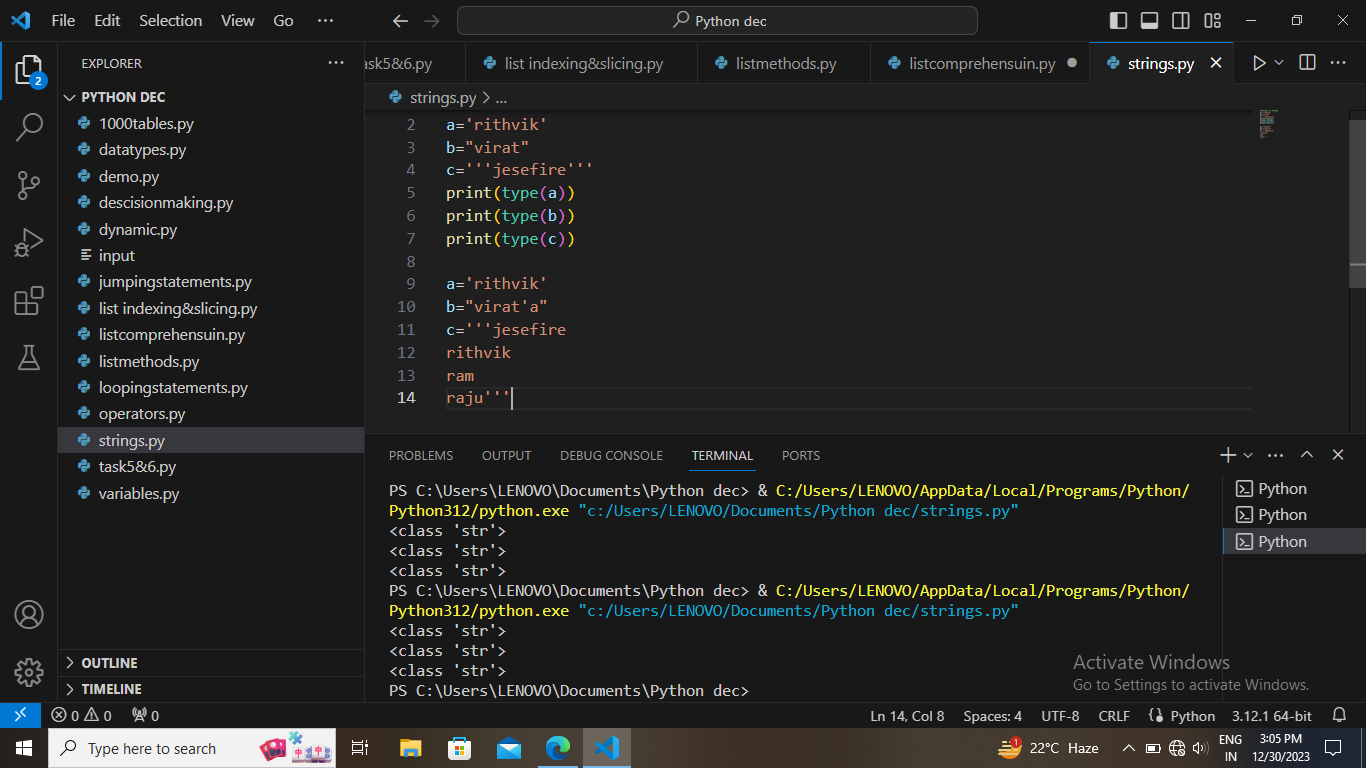 File Edit Selection View Go ··· Python dec
2
EXPLORER ···
ask5&6.py list indexing&slicing.py listmethods.py listcomprehensuin.py strings.py
PYTHON DEC
1000tables.py
datatypes.py
demo.py
descisionmaking.py
dynamic.py
input
jumpingstatements.py
list indexing&slicing.py
listcomprehensuin.py
listmethods.py
loopingstatements.py
operators.py
strings.py
task5&6.py
variables.py
OUTLINE
TIMELINE
strings.py > ...
2 a='rithvik'
3 b="virat"
4 c='''jesefire'''
5 print(type(a))
6 print(type(b))
7 print(type(c))
8
9 a='rithvik'
10 b="virat'a"
11 c='''jesefire
12 rithvik
13 ram
14 raju'''
PROBLEMS OUTPUT DEBUG CONSOLE TERMINAL PORTS
PS C:\Users\LENOVO\Documents\Python dec> & C:/Users/LENOVO/AppData/Local/Programs/Python/
Python312/python.exe "c:/Users/LENOVO/Documents/Python dec/strings.py"
<class 'str'>
<class 'str'>
<class 'str'>
PS C:\Users\LENOVO\Documents\Python dec> & C:/Users/LENOVO/AppData/Local/Programs/Python/
Python312/python.exe "c:/Users/LENOVO/Documents/Python dec/strings.py"
<class 'str'>
<class 'str'>
<class 'str'>
PS C:\Users\LENOVO\Documents\Python dec>
Python
Python
Python
Activate Windows
Go to Settings to activate Windows.
0 0 0 Ln 14, Col 8 Spaces: 4 UTF-8 CRLF Python 3.12.1 64-bit
Type here to search 1 22°C Haze ENG IN 3:05 PM 12/30/2023